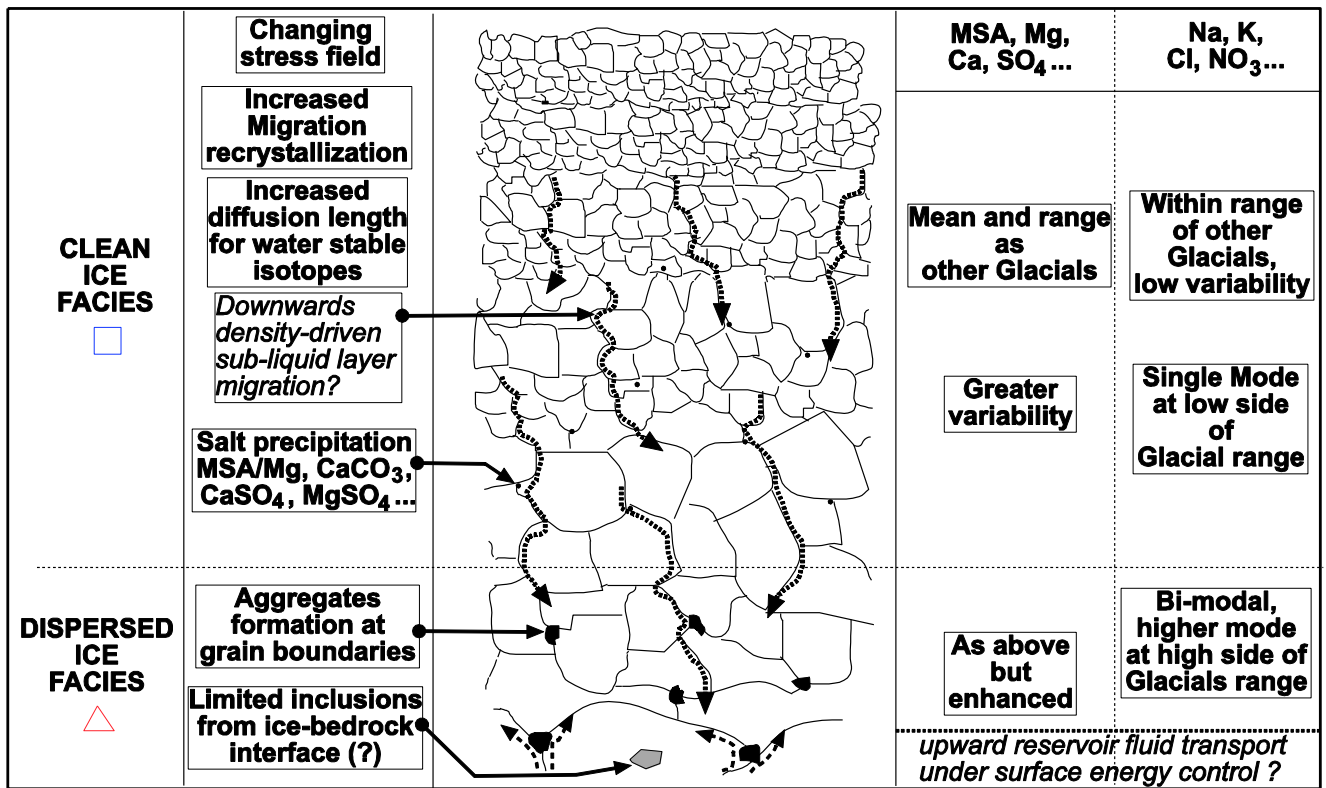 CLEAN
ICE
FACIES
DISPERSED
ICE
FACIES
Changing
stress field
Increased
Migration
recrystallization
Increased
diffusion length
for water stable
isotopes
Downwards
density-driven
sub-liquid layer
migration?
Salt precipitation
MSA/Mg, CaCO3,
CaSO4, MgSO4 ...
Aggregates
formation at
grain boundaries
Limited inclusions
from ice-bedrock
interface (?)
MSA, Mg,
Ca, SO4 ...
Mean and range
as
other Glacials
Greater
variability
As above
but
enhanced
Na, K,
Cl, NO3...
Within range
of other
Glacials,
low variability
Single Mode
at low side
of
Glacial range
Bi-modal,
higher mode
at high side of
Glacials range
upward reservoir fluid transport
under surface energy control ?